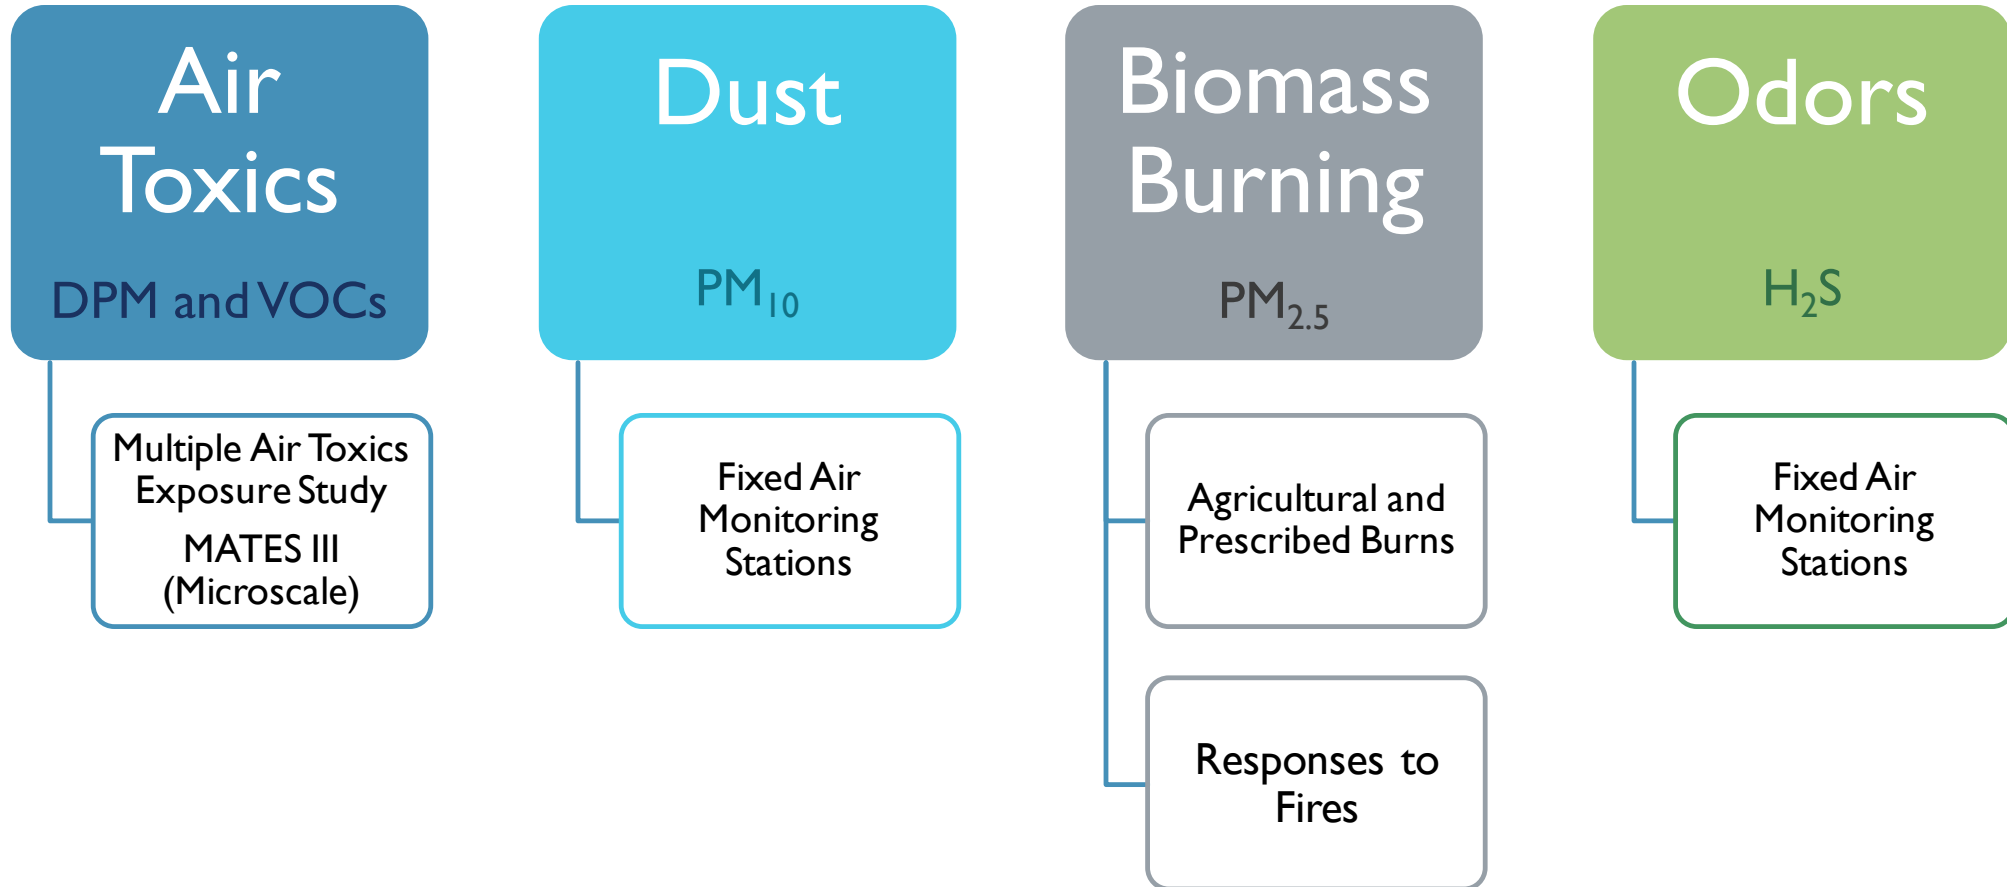 Air
Toxics
DPM and VOCs
Multiple Air Toxics
Exposure Study
MATES III
(Microscale)
Dust
PM₁₀
Fixed Air
Monitoring
Stations
Biomass
Burning
PM₂.₅
Agricultural and
Prescribed Burns
Responses to
Fires
Odors
H₂S
Fixed Air
Monitoring
Stations